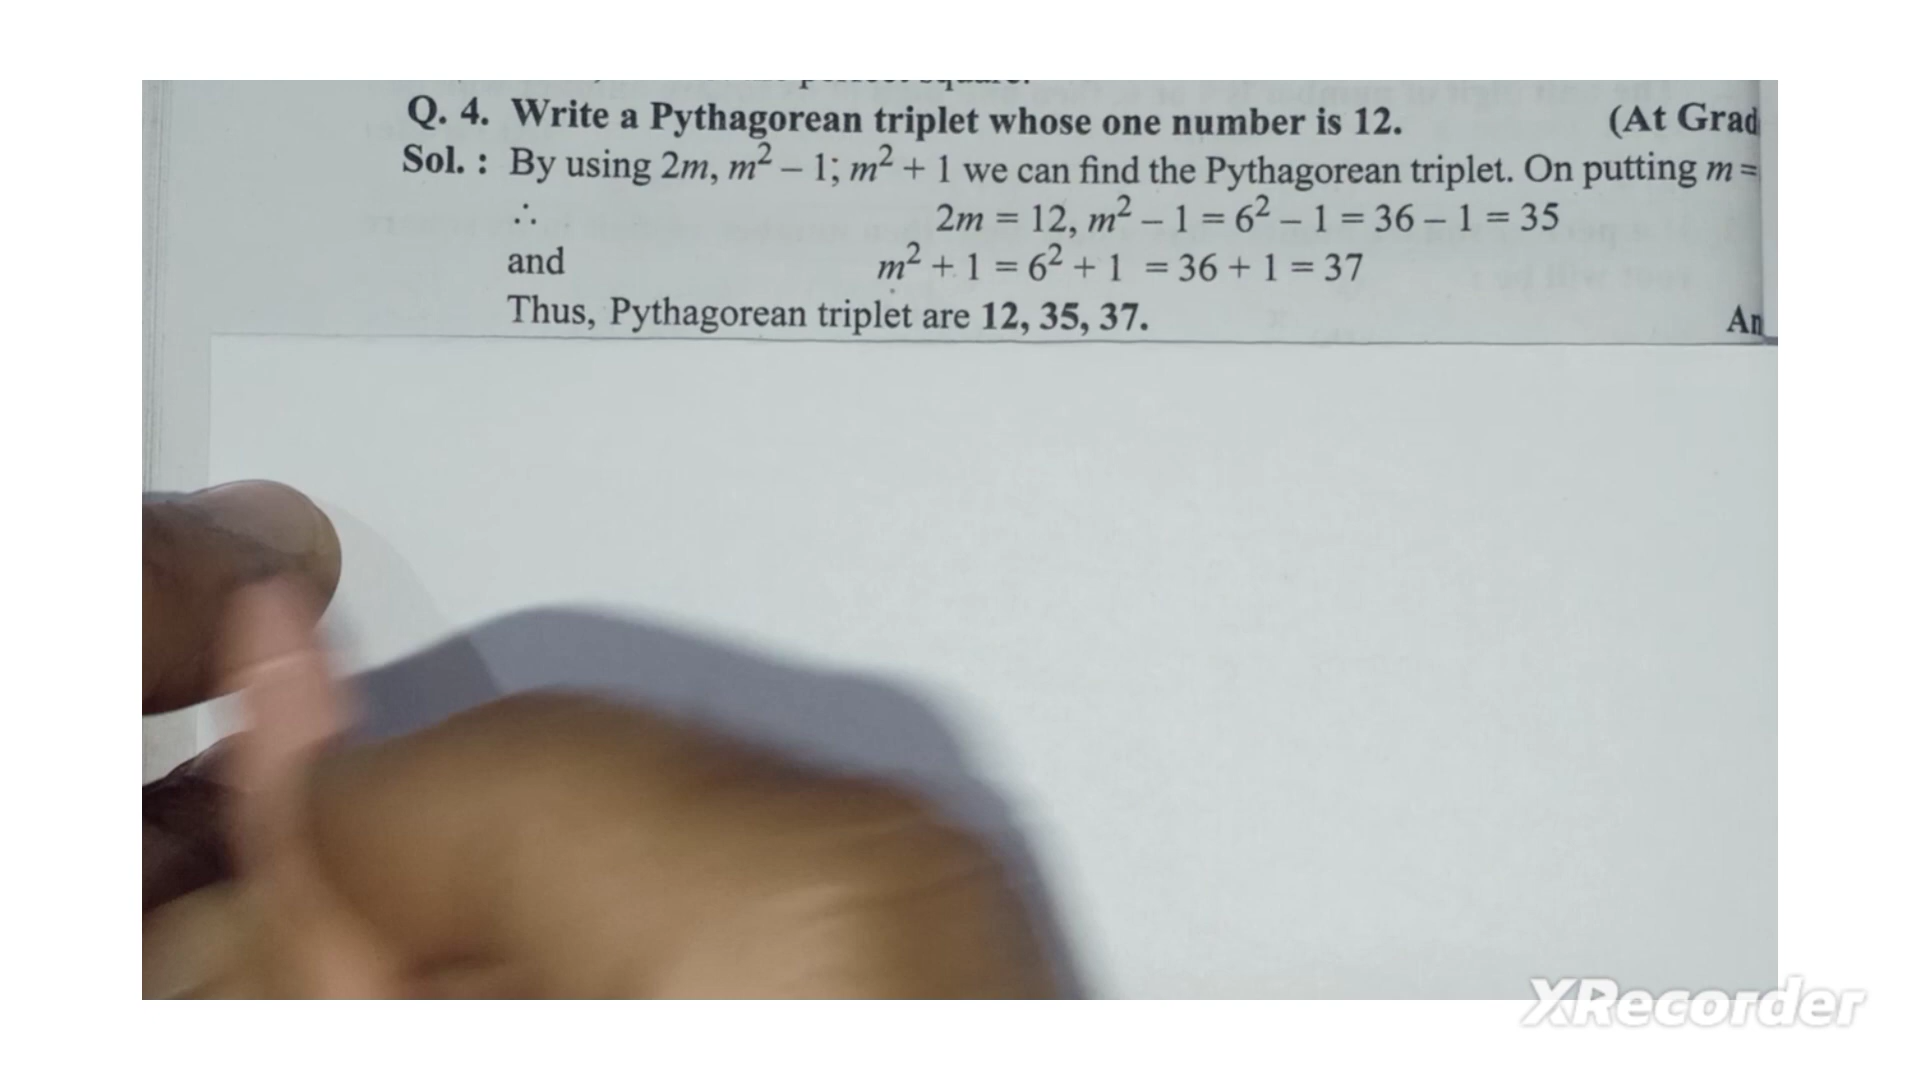 Q. 4. Write a Pythagorean triplet whose one number is 12. (At Grad
Sol. : By using 2m, m² – 1; m² + 1 we can find the Pythagorean triplet. On putting m =
∴ 2m = 12, m² – 1 = 6² – 1 = 36 – 1 = 35
and m² + 1 = 6² + 1 = 36 + 1 = 37
Thus, Pythagorean triplet are 12, 35, 37. An
XRecorder